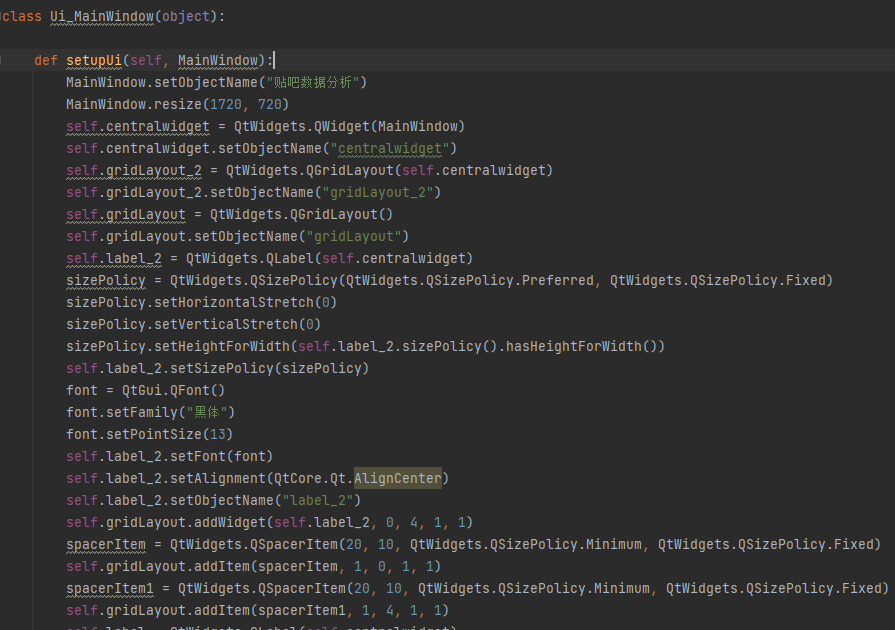 class Ui_MainWindow(object):
def setupUi(self, MainWindow):
MainWindow.setObjectName("贴吧数据分析")
MainWindow.resize(1720, 720)
self.centralwidget = QtWidgets.QWidget(MainWindow)
self.centralwidget.setObjectName("centralwidget")
self.gridLayout_2 = QtWidgets.QGridLayout(self.centralwidget)
self.gridLayout_2.setObjectName("gridLayout_2")
self.gridLayout = QtWidgets.QGridLayout()
self.gridLayout.setObjectName("gridLayout")
self.label_2 = QtWidgets.QLabel(self.centralwidget)
sizePolicy = QtWidgets.QSizePolicy(QtWidgets.QSizePolicy.Preferred, QtWidgets.QSizePolicy.Fixed)
sizePolicy.setHorizontalStretch(0)
sizePolicy.setVerticalStretch(0)
sizePolicy.setHeightForWidth(self.label_2.sizePolicy().hasHeightForWidth())
self.label_2.setSizePolicy(sizePolicy)
font = QtGui.QFont()
font.setFamily("黑体")
font.setPointSize(13)
self.label_2.setFont(font)
self.label_2.setAlignment(QtCore.Qt.AlignCenter)
self.label_2.setObjectName("label_2")
self.gridLayout.addWidget(self.label_2, 0, 4, 1, 1)
spacerItem = QtWidgets.QSpacerItem(20, 10, QtWidgets.QSizePolicy.Minimum, QtWidgets.QSizePolicy.Fixed)
self.gridLayout.addItem(spacerItem, 1, 0, 1, 1)
spacerItem1 = QtWidgets.QSpacerItem(20, 10, QtWidgets.QSizePolicy.Minimum, QtWidgets.QSizePolicy.Fixed)
self.gridLayout.addItem(spacerItem1, 1, 4, 1, 1)